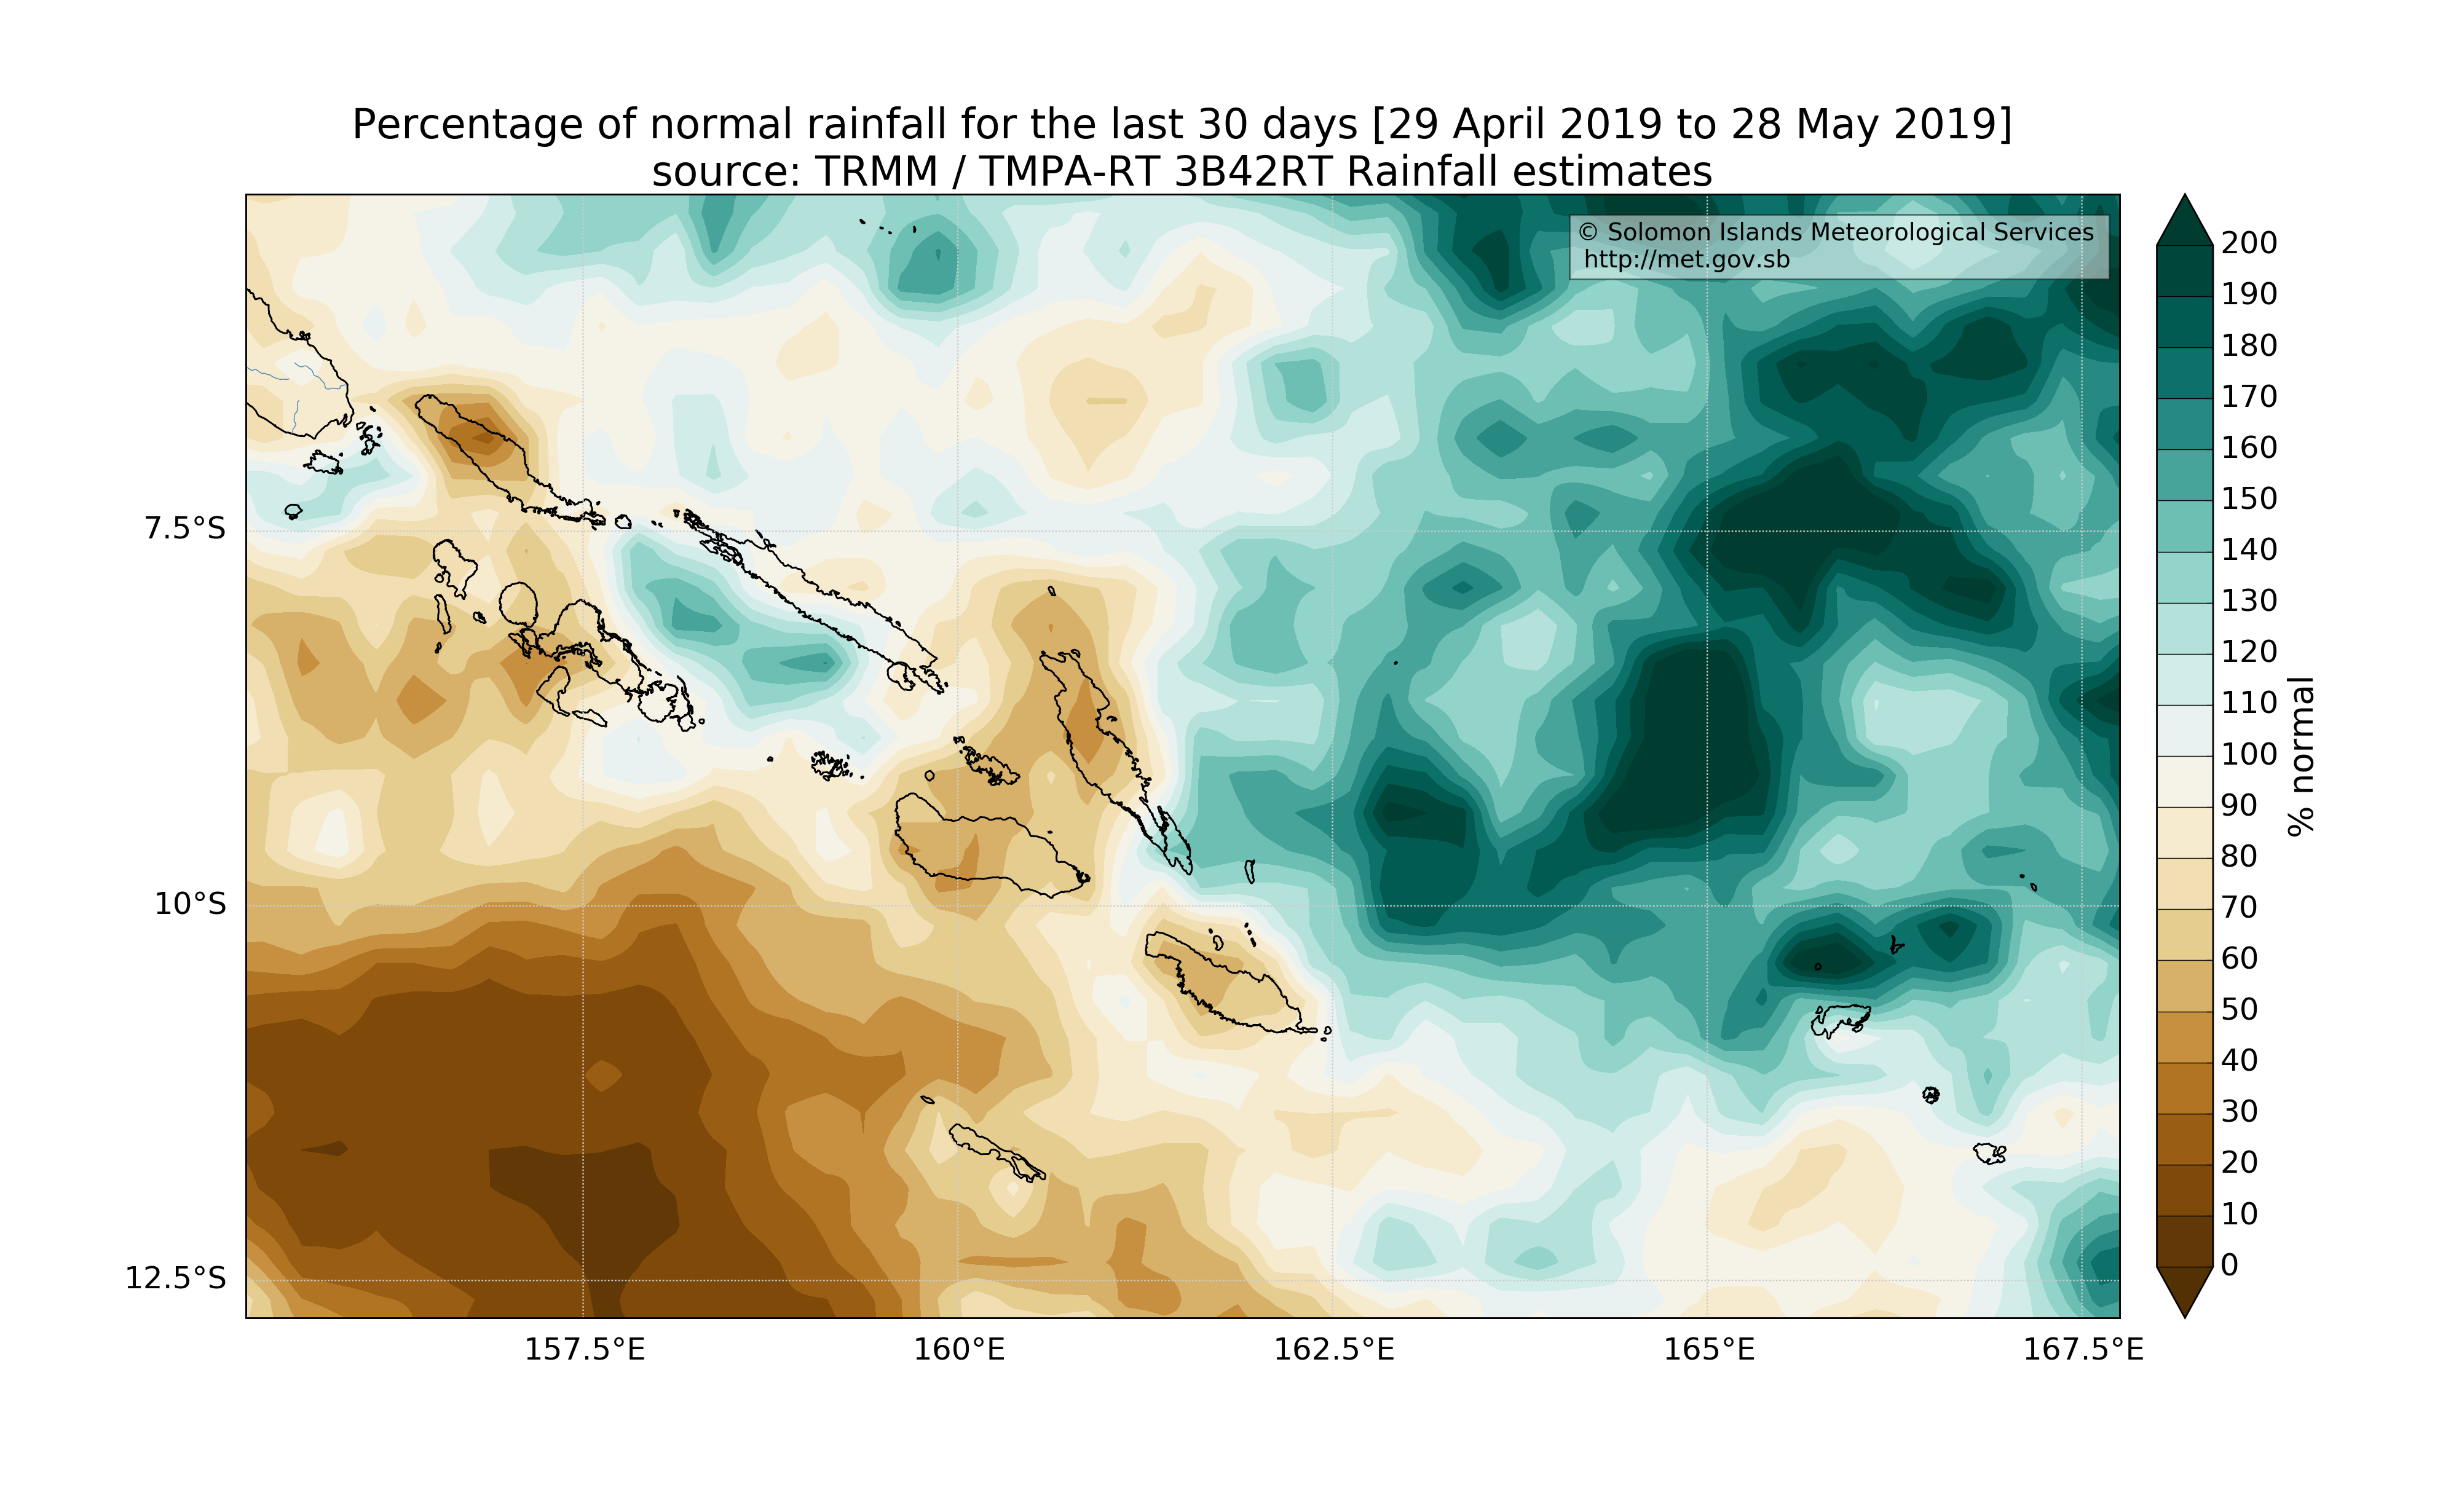 Percentage of normal rainfall for the last 30 days [29 April 2019 to 28 May 2019]
source: TRMM / TMPA-RT 3B42RT Rainfall estimates
© Solomon Islands Meteorological Services
http://met.gov.sb
7.5°S
10°S
12.5°S
157.5°E
160°E
162.5°E
165°E
167.5°E
200
190
180
170
160
150
140
130
120
110
100
90
80
70
60
50
40
30
20
10
0
% normal